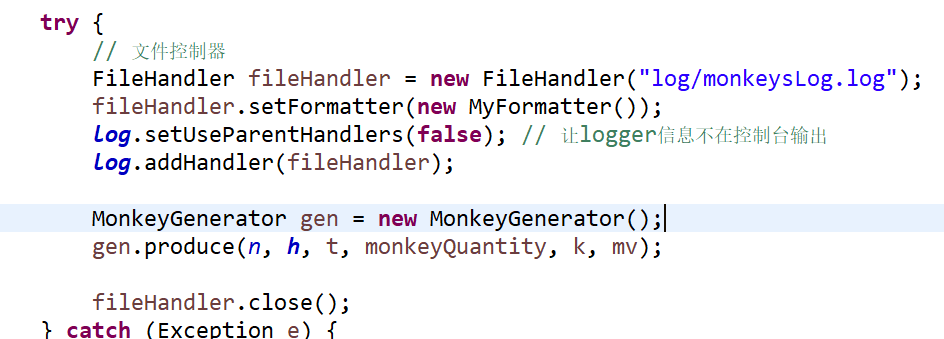 try {
// 文件控制器
FileHandler fileHandler = new FileHandler("log/monkeysLog.log");
fileHandler.setFormatter(new MyFormatter());
log.setUseParentHandlers(false); // 让logger信息不在控制台输出
log.addHandler(fileHandler);
MonkeyGenerator gen = new MonkeyGenerator();
gen.produce(n, h, t, monkeyQuantity, k, mv);
fileHandler.close();
} catch (Exception e) {